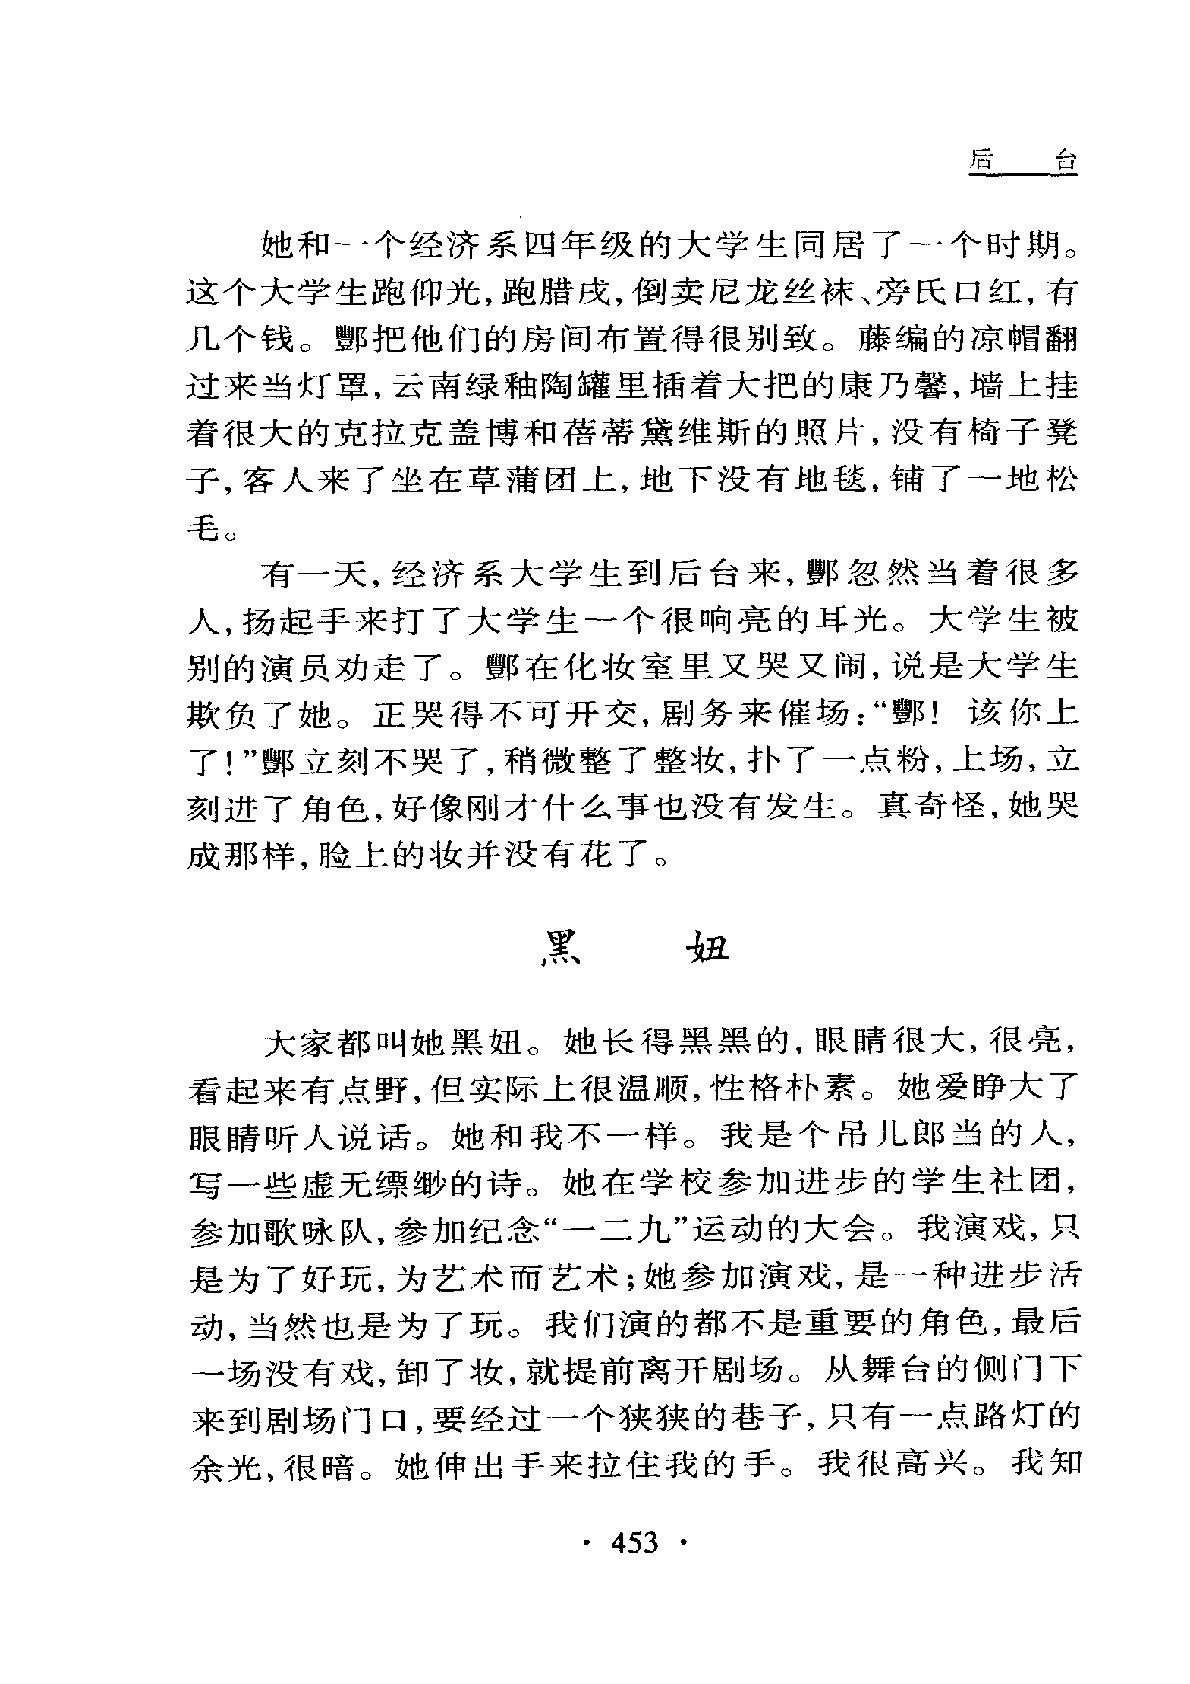 后　　台
她和一个经济系四年级的大学生同居了一个时期。
这个大学生跑仰光,跑腊戌,倒卖尼龙丝袜、旁氏口红,有
几个钱。酆把他们的房间布置得很别致。藤编的凉帽翻
过来当灯罩,云南绿釉陶罐里插着大把的康乃馨,墙上挂
着很大的克拉克盖博和蓓蒂黛维斯的照片,没有椅子凳
子,客人来了坐在草蒲团上,地下没有地毯,铺了一地松
毛。
有一天,经济系大学生到后台来,酆忽然当着很多
人,扬起手来打了大学生一个很响亮的耳光。大学生被
别的演员劝走了。酆在化妆室里又哭又闹,说是大学生
欺负了她。正哭得不可开交,剧务来催场:“酆!该你上
了!”酆立刻不哭了,稍微整了整妆,扑了一点粉,上场,立
刻进了角色,好像刚才什么事也没有发生。真奇怪,她哭
成那样,脸上的妆并没有花了。
黑　　妞
大家都叫她黑妞。她长得黑黑的,眼睛很大,很亮,
看起来有点野,但实际上很温顺,性格朴素。她爱睁大了
眼睛听人说话。她和我不一样。我是个吊儿郎当的人,
写一些虚无缥缈的诗。她在学校参加进步的学生社团,
参加歌咏队,参加纪念“一二九”运动的大会。我演戏,只
是为了好玩,为艺术而艺术;她参加演戏,是一种进步活
动,当然也是为了玩。我们演的都不是重要的角色,最后
一场没有戏,卸了妆,就提前离开剧场。从舞台的侧门下
来到剧场门口,要经过一个狭狭的巷子,只有一点路灯的
余光,很暗。她伸出手来拉住我的手。我很高兴。我知
· 453 ·